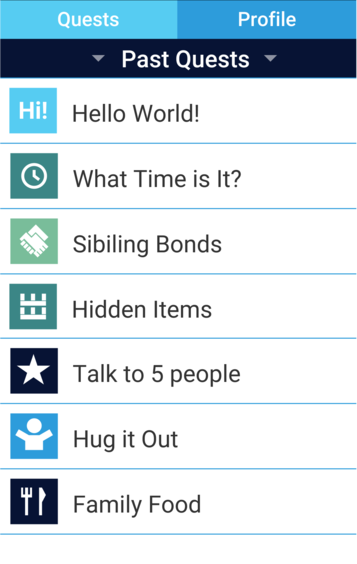 Quests
Profile
Past Quests
Hi!
Hello World!
What Time is It?
Sibiling Bonds
Hidden Items
Talk to 5 people
Hug it Out
Family Food